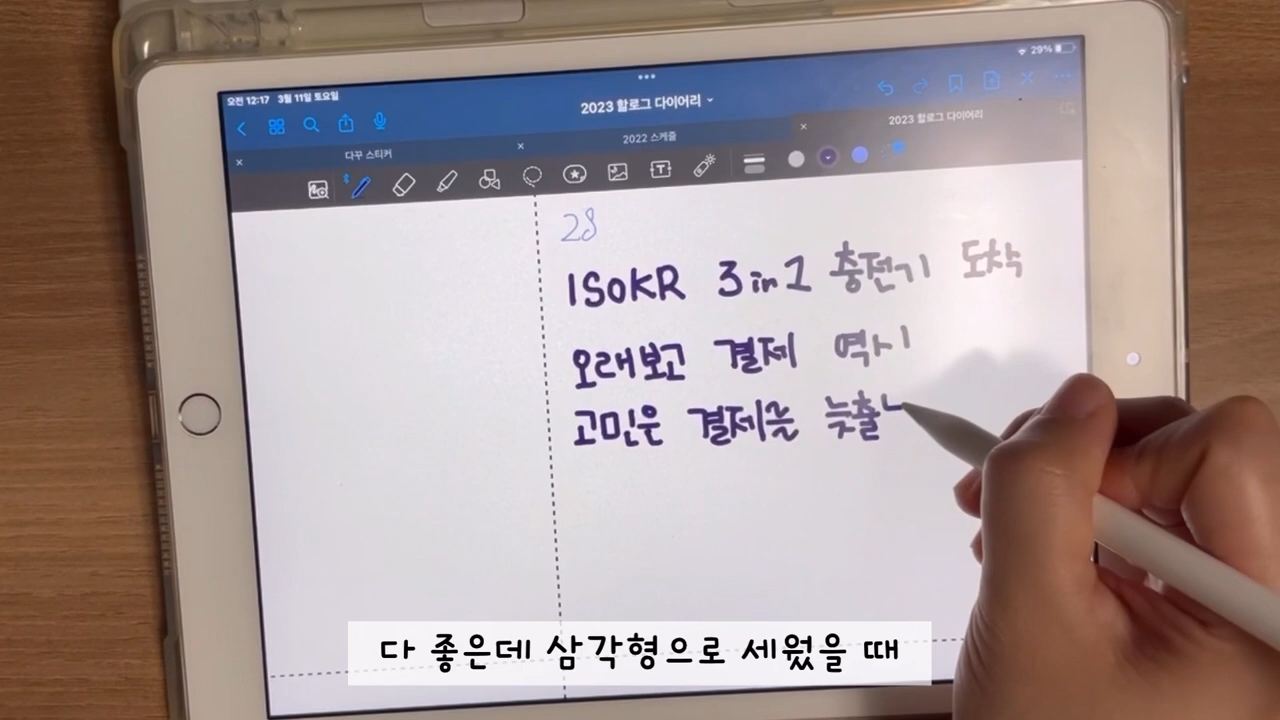 오전 12:17 3월 11일 토요일
29%
2023 할로그 다이어리
다꾸 스티커
2022 스케줄
2023 할로그 다이어리
28
ISOKR 3 in 1 충전기 도착
오래보고 결제 역시
고민은 결제를 늦출
다 좋은데 삼각형으로 세웠을 때